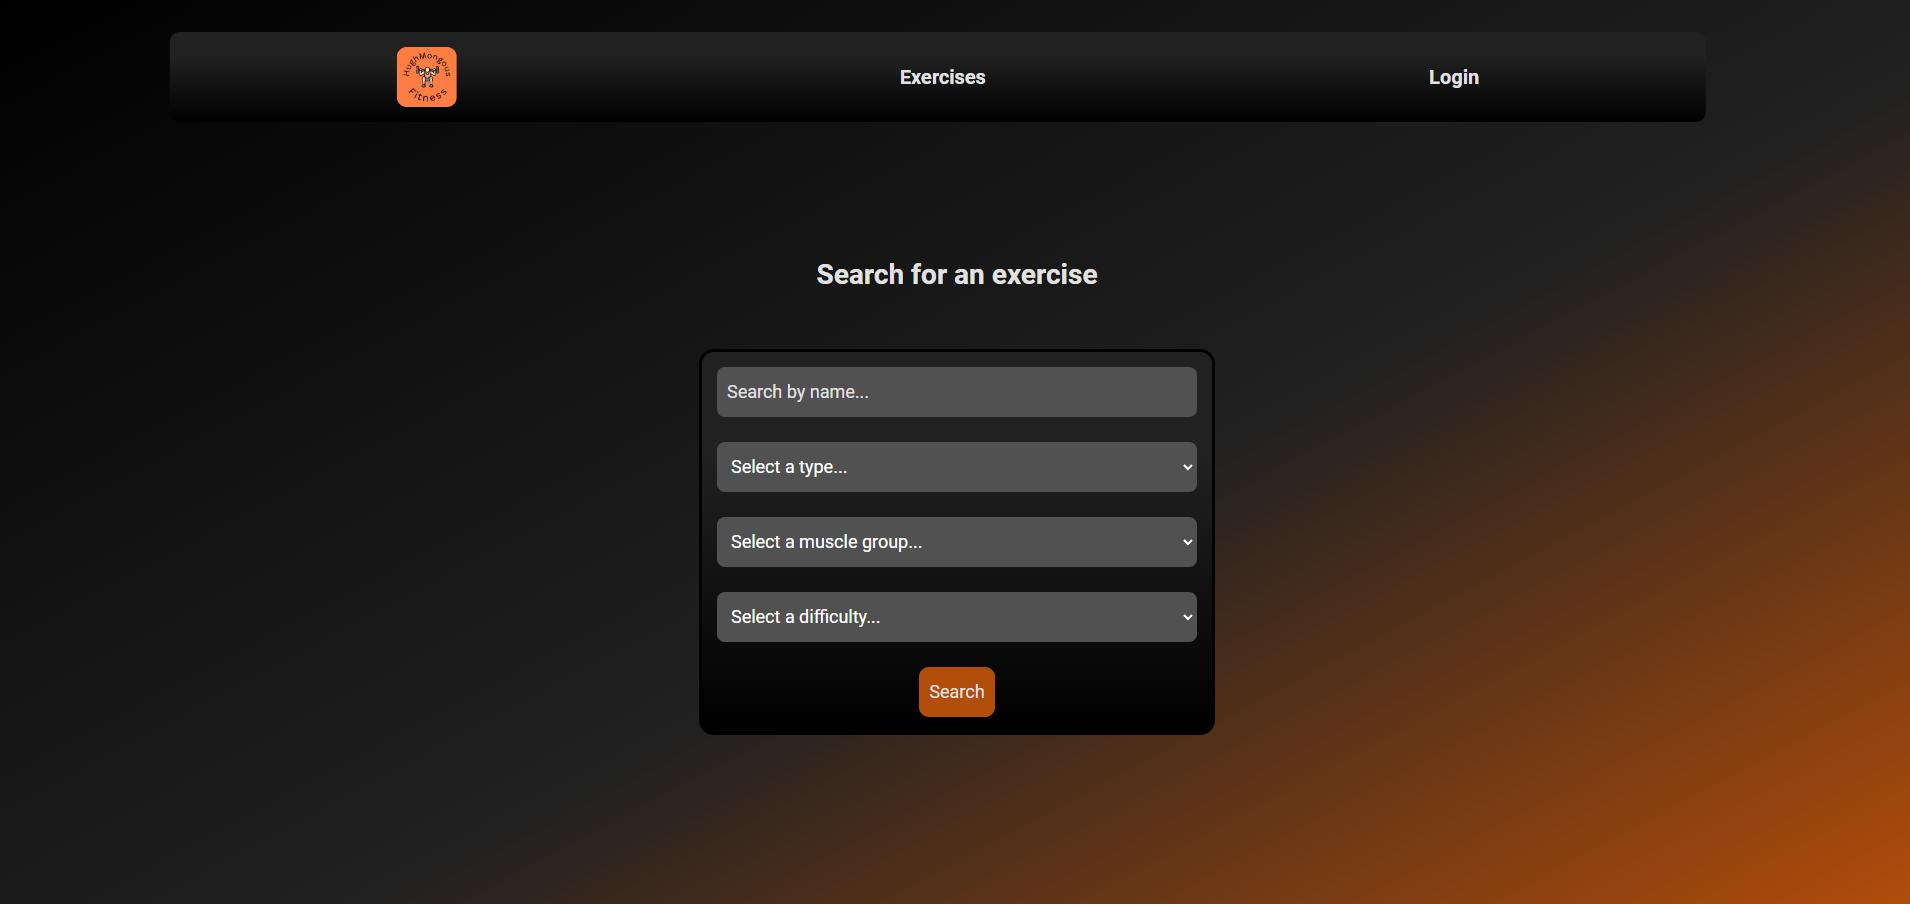 HughMongous
Fitness
Exercises
Login
Search for an exercise
Search by name...
Select a type...
Select a muscle group...
Select a difficulty...
Search